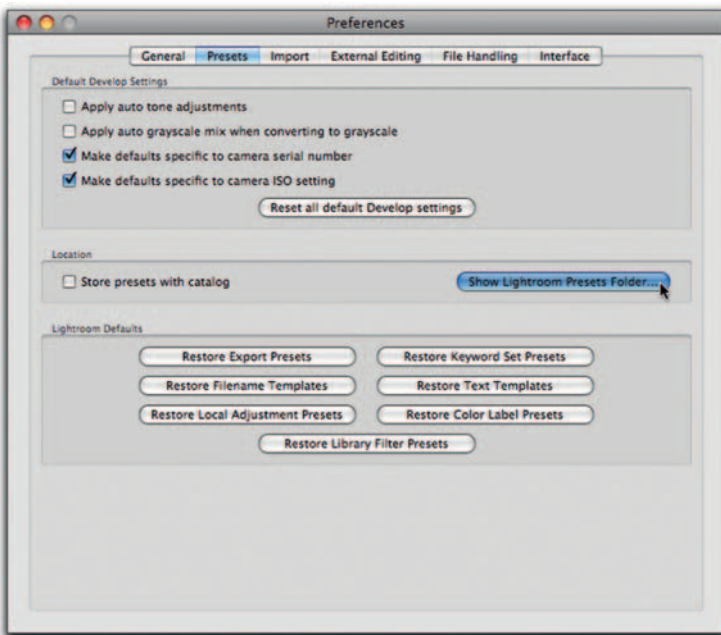 Preferences
General Presets Import External Editing File Handling Interface
Default Develop Settings
Apply auto tone adjustments
Apply auto grayscale mix when converting to grayscale
Make defaults specific to camera serial number
Make defaults specific to camera ISO setting
Reset all default Develop settings
Location
Store presets with catalog Show Lightroom Presets Folder...
Lightroom Defaults
Restore Export Presets Restore Keyword Set Presets
Restore Filename Templates Restore Text Templates
Restore Local Adjustment Presets Restore Color Label Presets
Restore Library Filter Presets